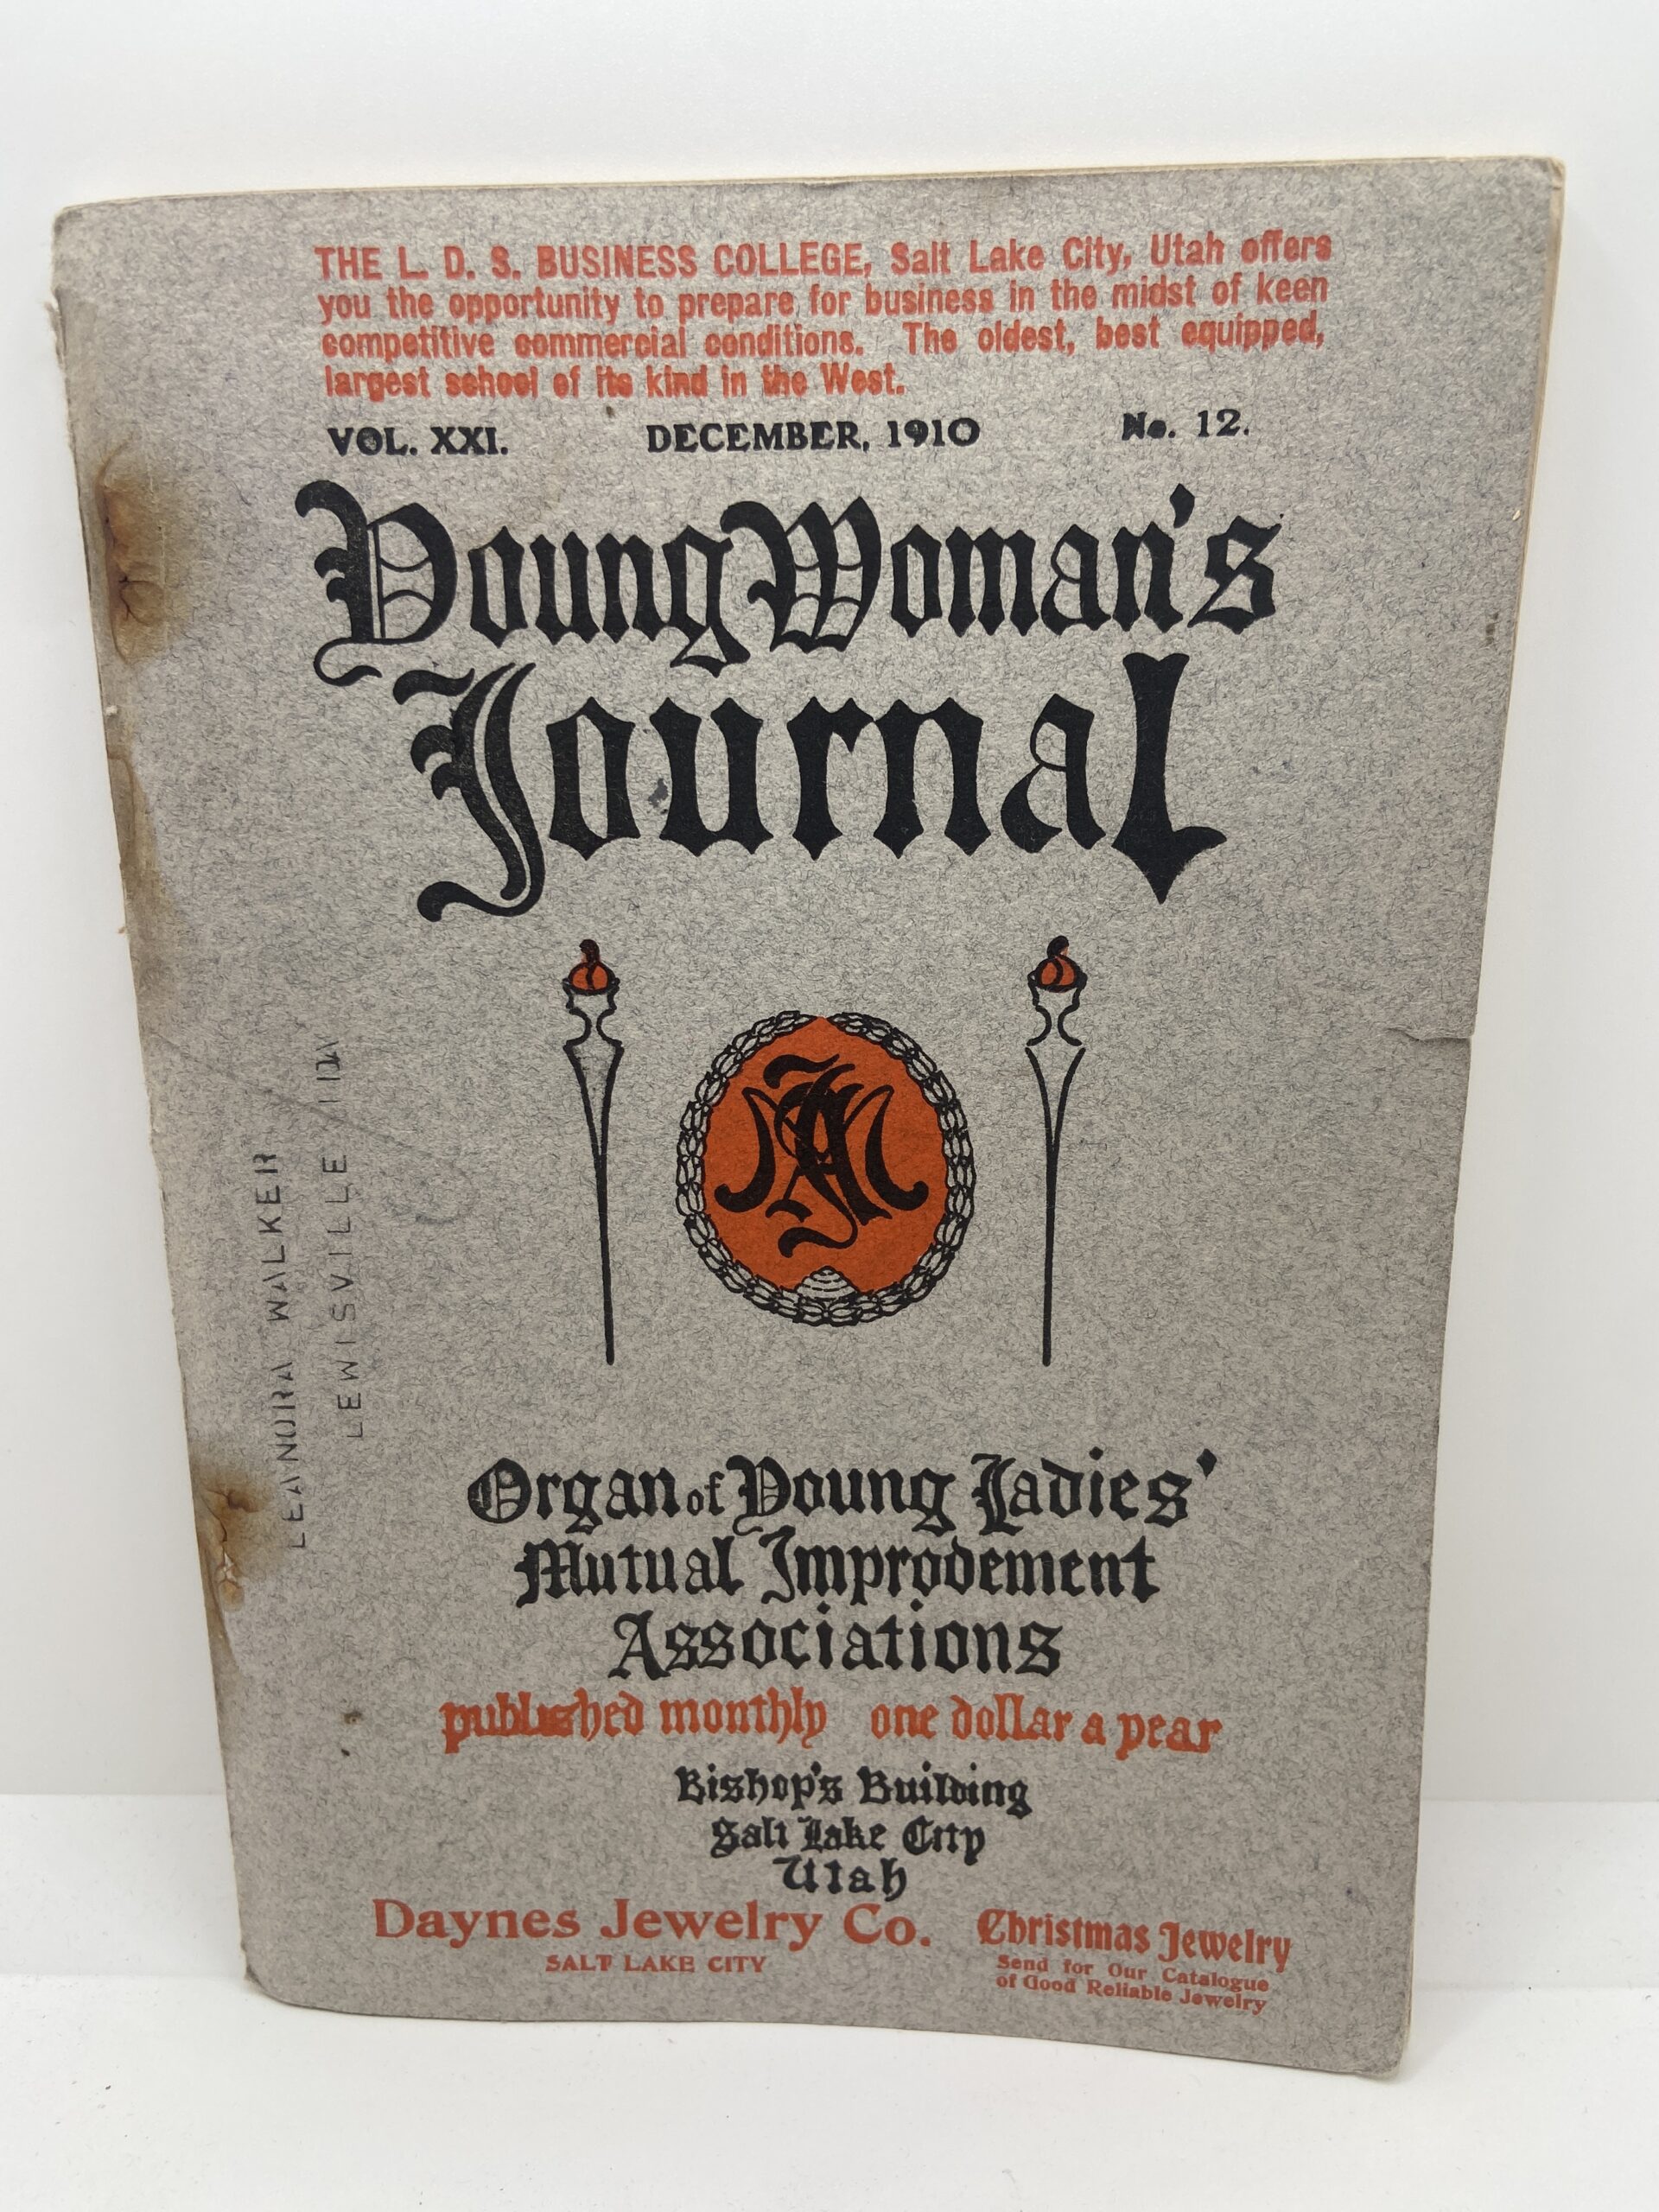 THE L. D. S. BUSINESS COLLEGE, Salt Lake City, Utah offers
you the opportunity to prepare for business in the midst of keen
competitive commercial conditions. The oldest, best equipped,
largest school of its kind in the West.
VOL. XXI. DECEMBER, 1910 No. 12.
Young Woman's
Journal
LEANORA WALKER
LEWISVILLE IDA
Organ of Young Ladies'
Mutual Improvement
Associations
published monthly one dollar a year
Bishop's Building
Salt Lake City
Utah
Daynes Jewelry Co.
SALT LAKE CITY
Christmas Jewelry
Send for Our Catalogue
of Good Reliable Jewelry